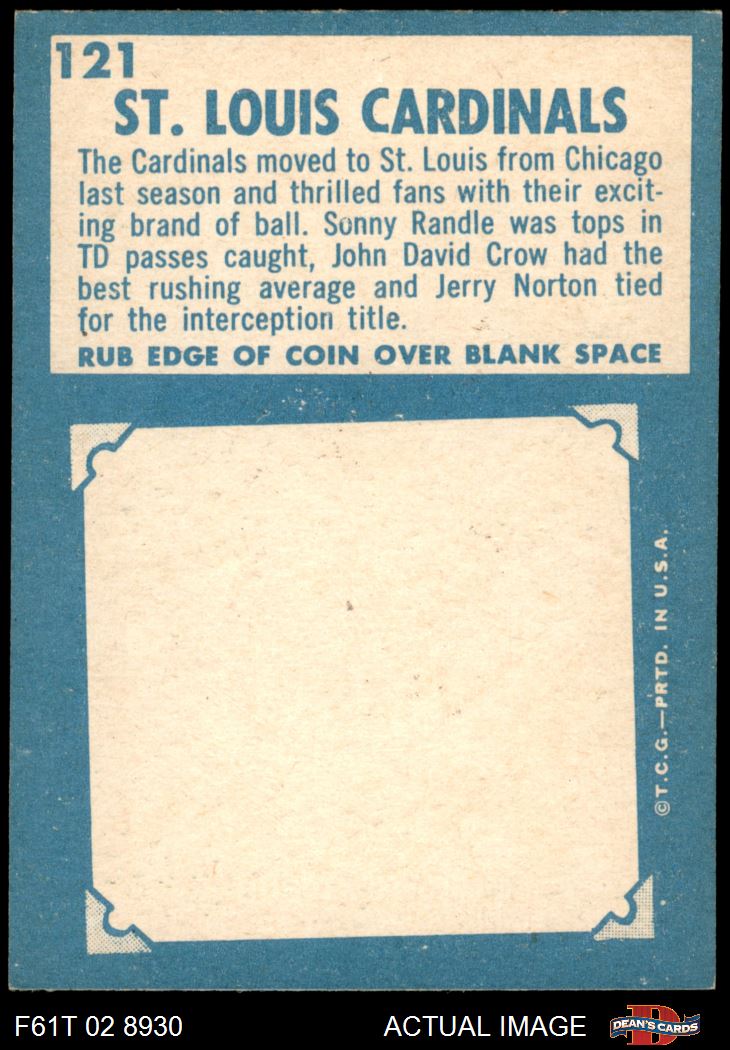 121
ST. LOUIS CARDINALS
The Cardinals moved to St. Louis from Chicago
last season and thrilled fans with their excit-
ing brand of ball. Sonny Randle was tops in
TD passes caught, John David Crow had the
best rushing average and Jerry Norton tied
for the interception title.
RUB EDGE OF COIN OVER BLANK SPACE
©T.C.G.—PRTD. IN U.S.A.
F61T 02 8930
ACTUAL IMAGE
D
DEAN'S CARDS